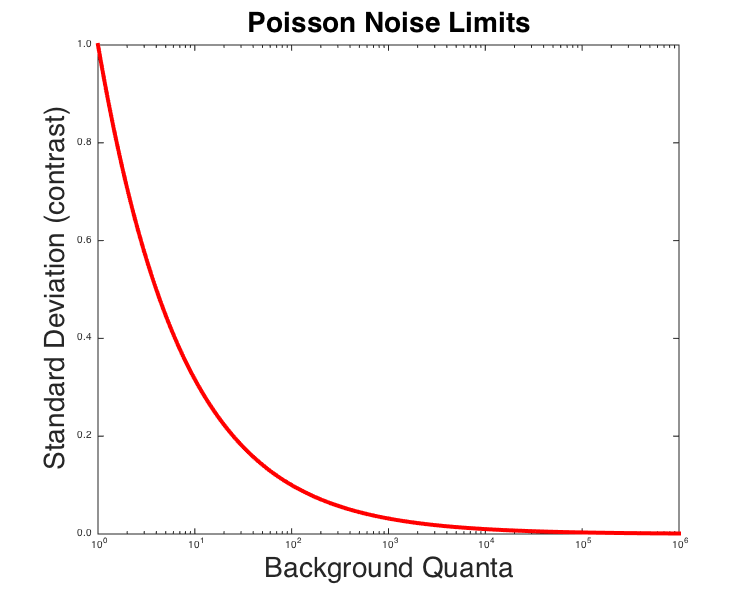 Poisson Noise Limits
1.0
0.8
0.6
0.4
0.2
0.0
Standard Deviation (contrast)
10⁰ 10¹ 10² 10³ 10⁴ 10⁵ 10⁶
Background Quanta